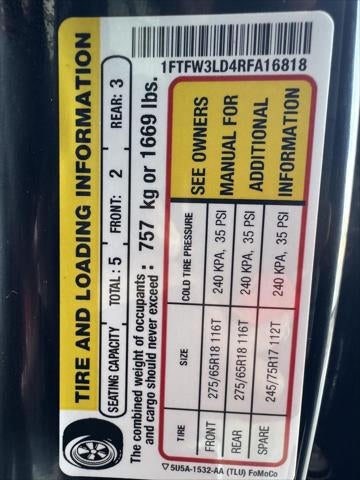 1FTFW3LD4RFA16818
TIRE AND LOADING INFORMATION
SEATING CAPACITY TOTAL : 5 FRONT: 2 REAR: 3
The combined weight of occupants
and cargo should never exceed : 757 kg or 1669 lbs.
TIRE SIZE COLD TIRE PRESSURE SEE OWNERS
FRONT 275/65R18 116T 240 KPA, 35 PSI MANUAL FOR
REAR 275/65R18 116T 240 KPA, 35 PSI ADDITIONAL
SPARE 245/75R17 112T 240 KPA, 35 PSI INFORMATION
▽5U5A-1532-AA (TLU) FoMoCo